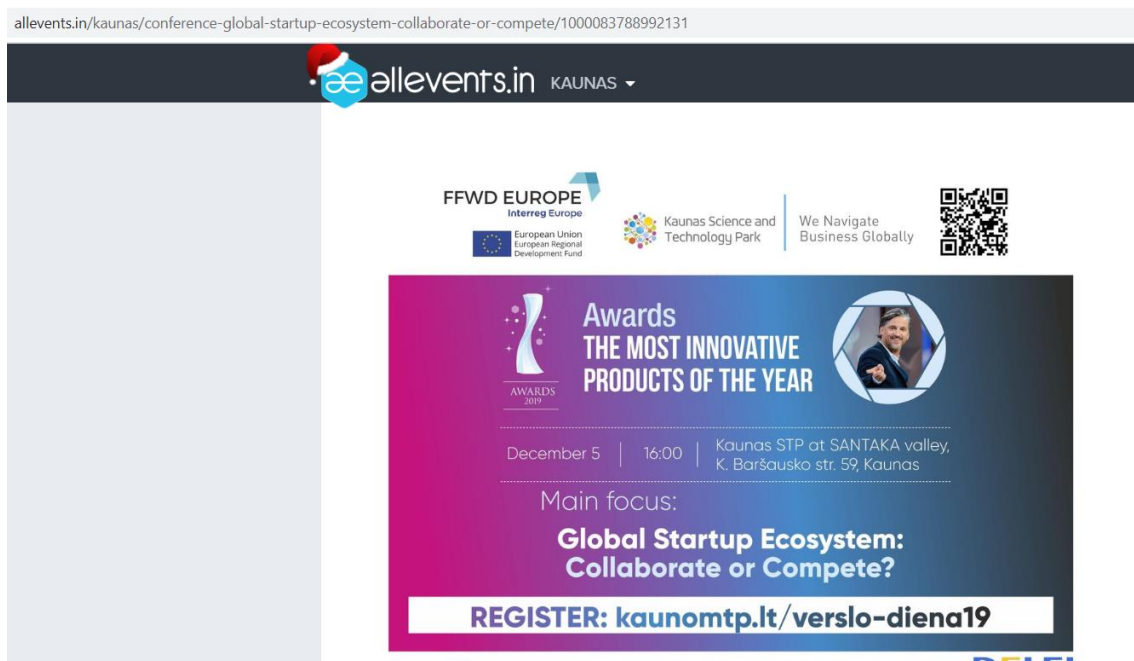 allevents.in/kaunas/conference-global-startup-ecosystem-collaborate-or-compete/1000083788992131
æ allevents.in KAUNAS
FFWD EUROPE
Interreg Europe
European Union
European Regional
Development Fund
Kaunas Science and
Technology Park
We Navigate
Business Globally
AWARDS
2019
Awards
THE MOST INNOVATIVE
PRODUCTS OF THE YEAR
December 5 | 16:00 | Kaunas STP at SANTAKA valley,
K. Baršausko str. 59, Kaunas
Main focus:
Global Startup Ecosystem:
Collaborate or Compete?
REGISTER: kaunomtp.lt/verslo-diena19